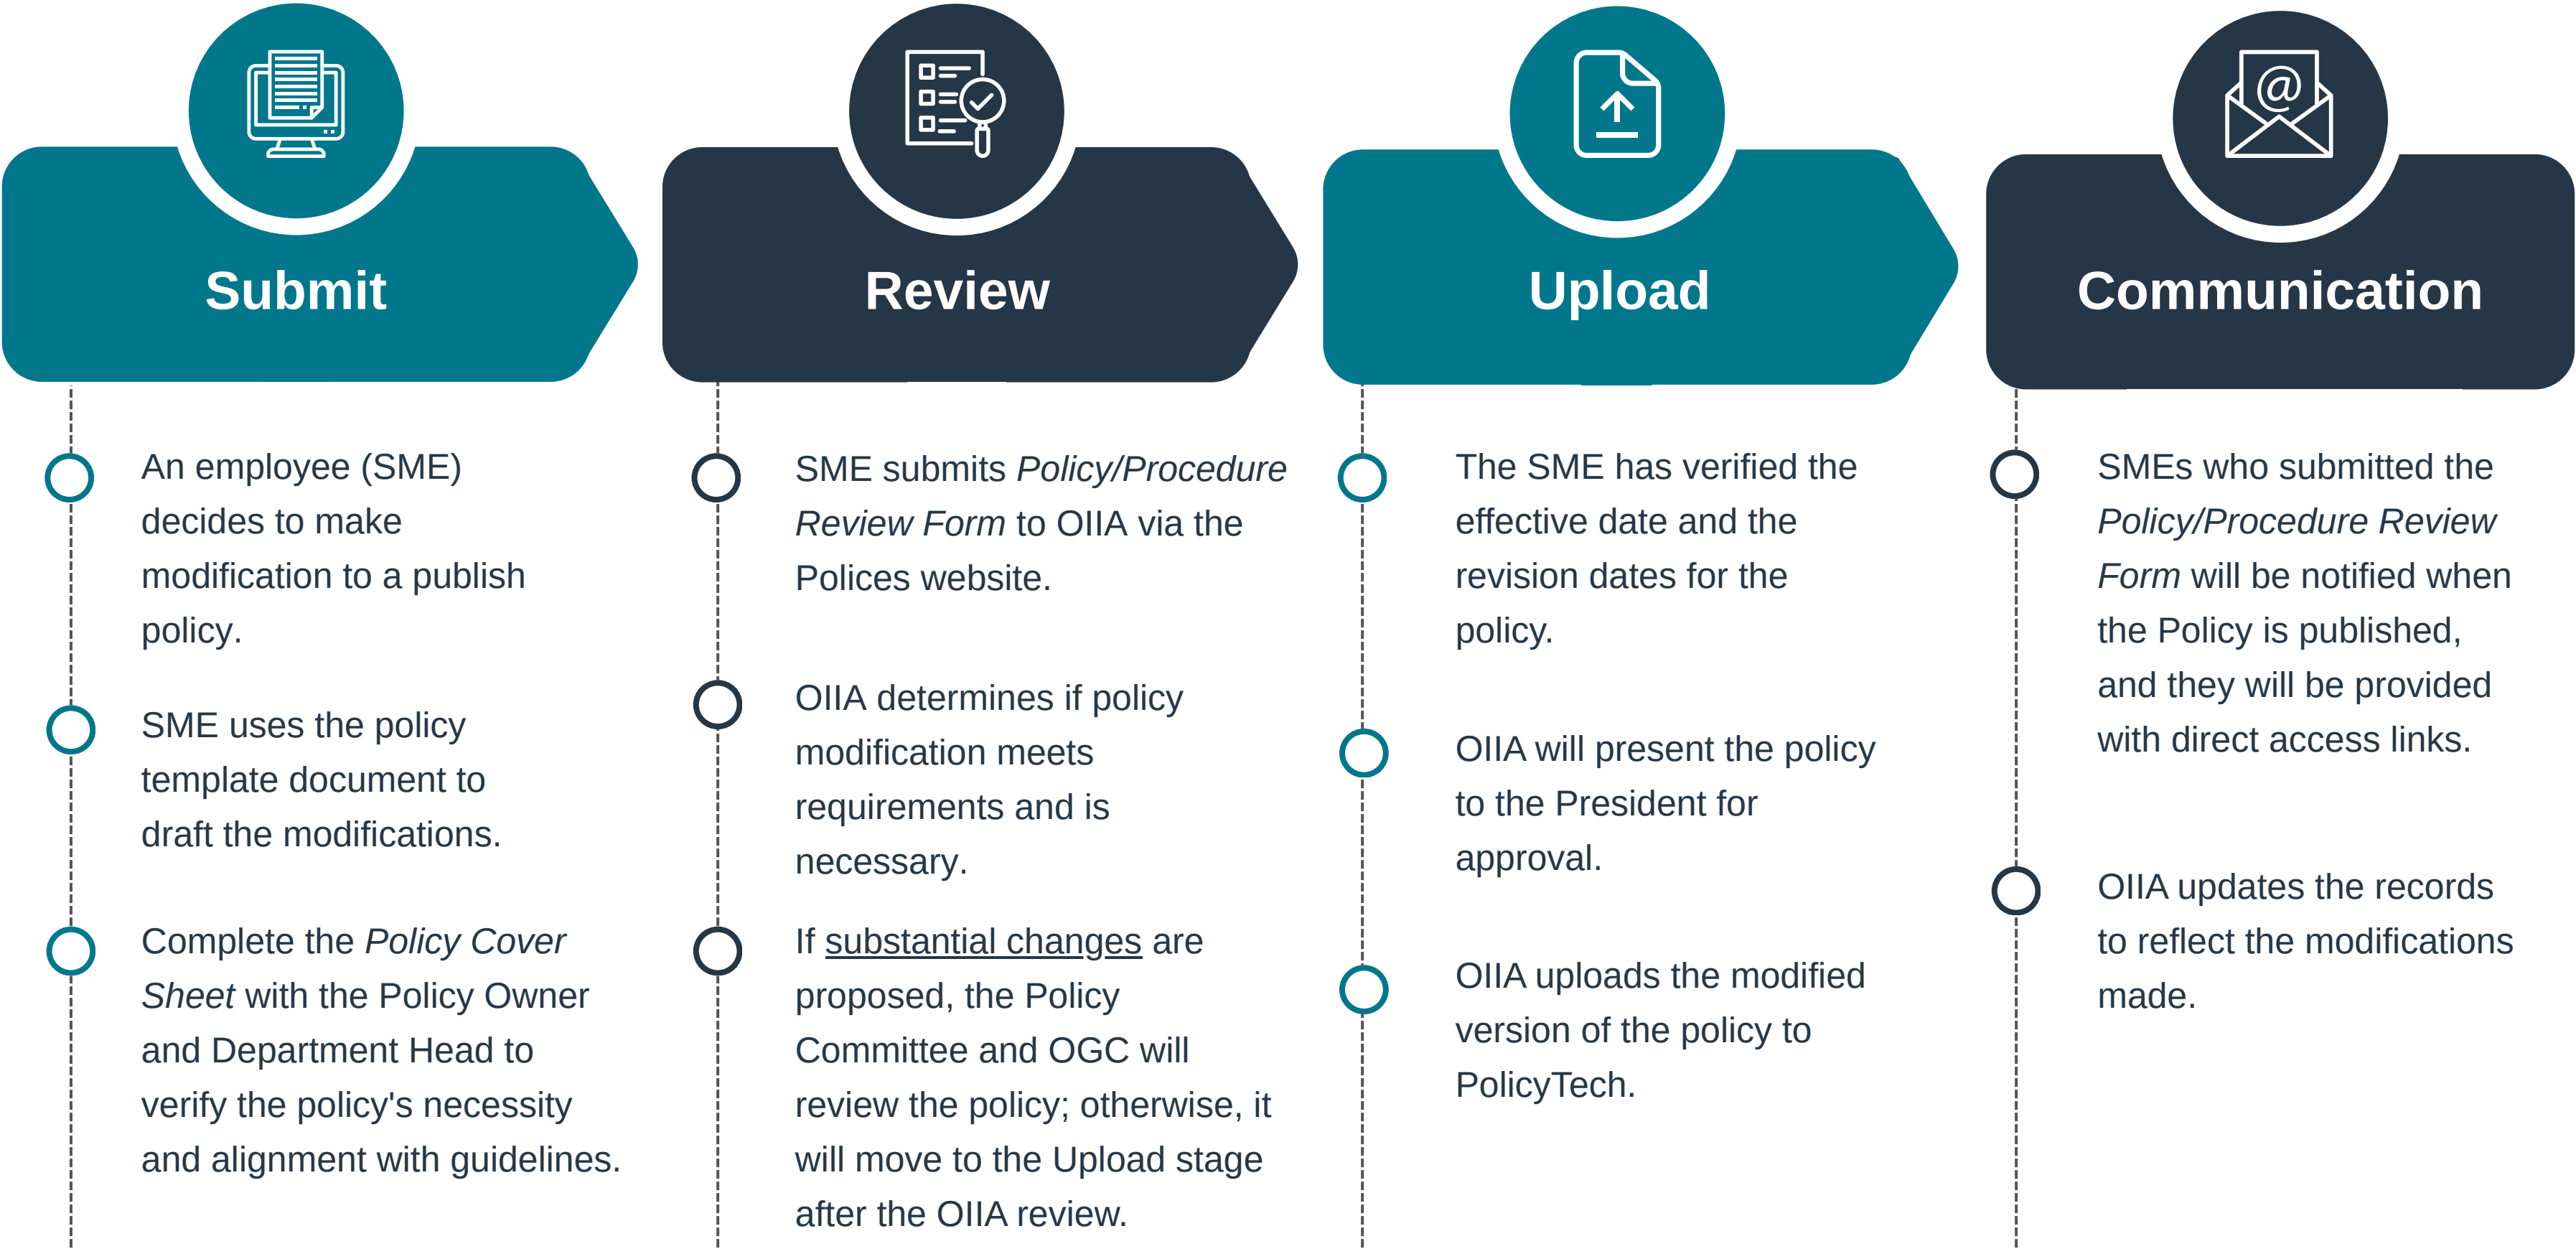 @
Submit
Review
Upload
Communication
An employee (SME)
decides to make
modification to a publish
policy.
SME uses the policy
template document to
draft the modifications.
Complete the Policy Cover
Sheet with the Policy Owner
and Department Head to
verify the policy's necessity
and alignment with guidelines.
SME submits Policy/Procedure
Review Form to OIIA via the
Polices website.
OIIA determines if policy
modification meets
requirements and is
necessary.
If substantial changes are
proposed, the Policy
Committee and OGC will
review the policy; otherwise, it
will move to the Upload stage
after the OIIA review.
The SME has verified the
effective date and the
revision dates for the
policy.
OIIA will present the policy
to the President for
approval.
OIIA uploads the modified
version of the policy to
PolicyTech.
SMEs who submitted the
Policy/Procedure Review
Form will be notified when
the Policy is published,
and they will be provided
with direct access links.
OIIA updates the records
to reflect the modifications
made.